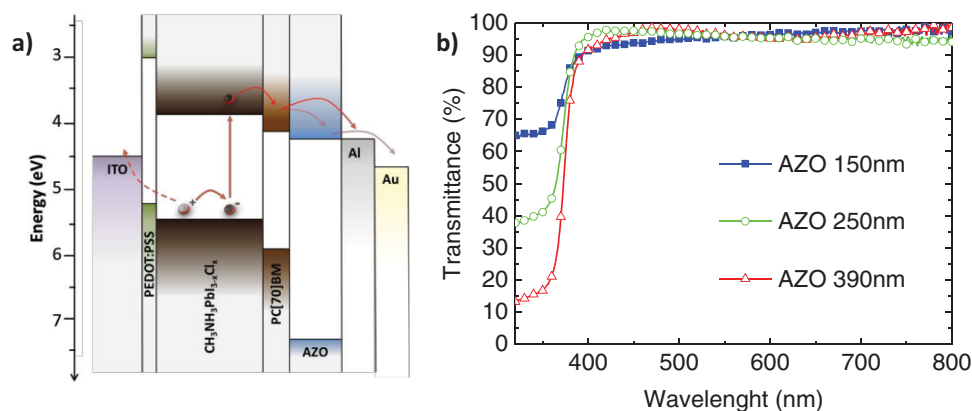 a)
Energy (eV)
3
4
5
6
7
ITO
PEDOT:PSS
CH3NH3PbI3-xClx
PC[70]BM
AZO
Al
Au
+
-
b)
Transmittance (%)
100
90
80
70
60
50
40
30
20
10
0
AZO 150nm
AZO 250nm
AZO 390nm
400
500
600
700
800
Wavelenght (nm)